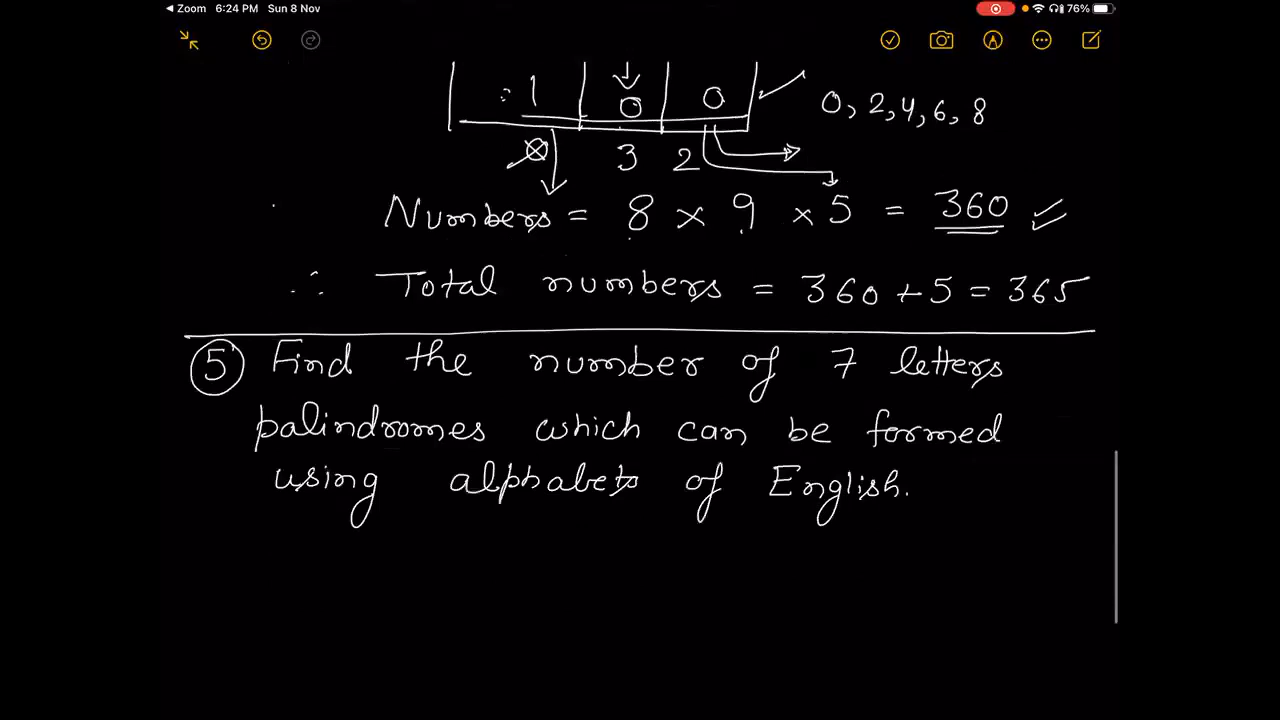 Zoom 6:24 PM Sun 8 Nov 76%
1 0 0 0, 2, 4, 6, 8
3 2
Numbers = 8 × 9 × 5 = 360
∴ Total numbers = 360 + 5 = 365
5 Find the number of 7 letters
palindromes which can be formed
using alphabets of English.